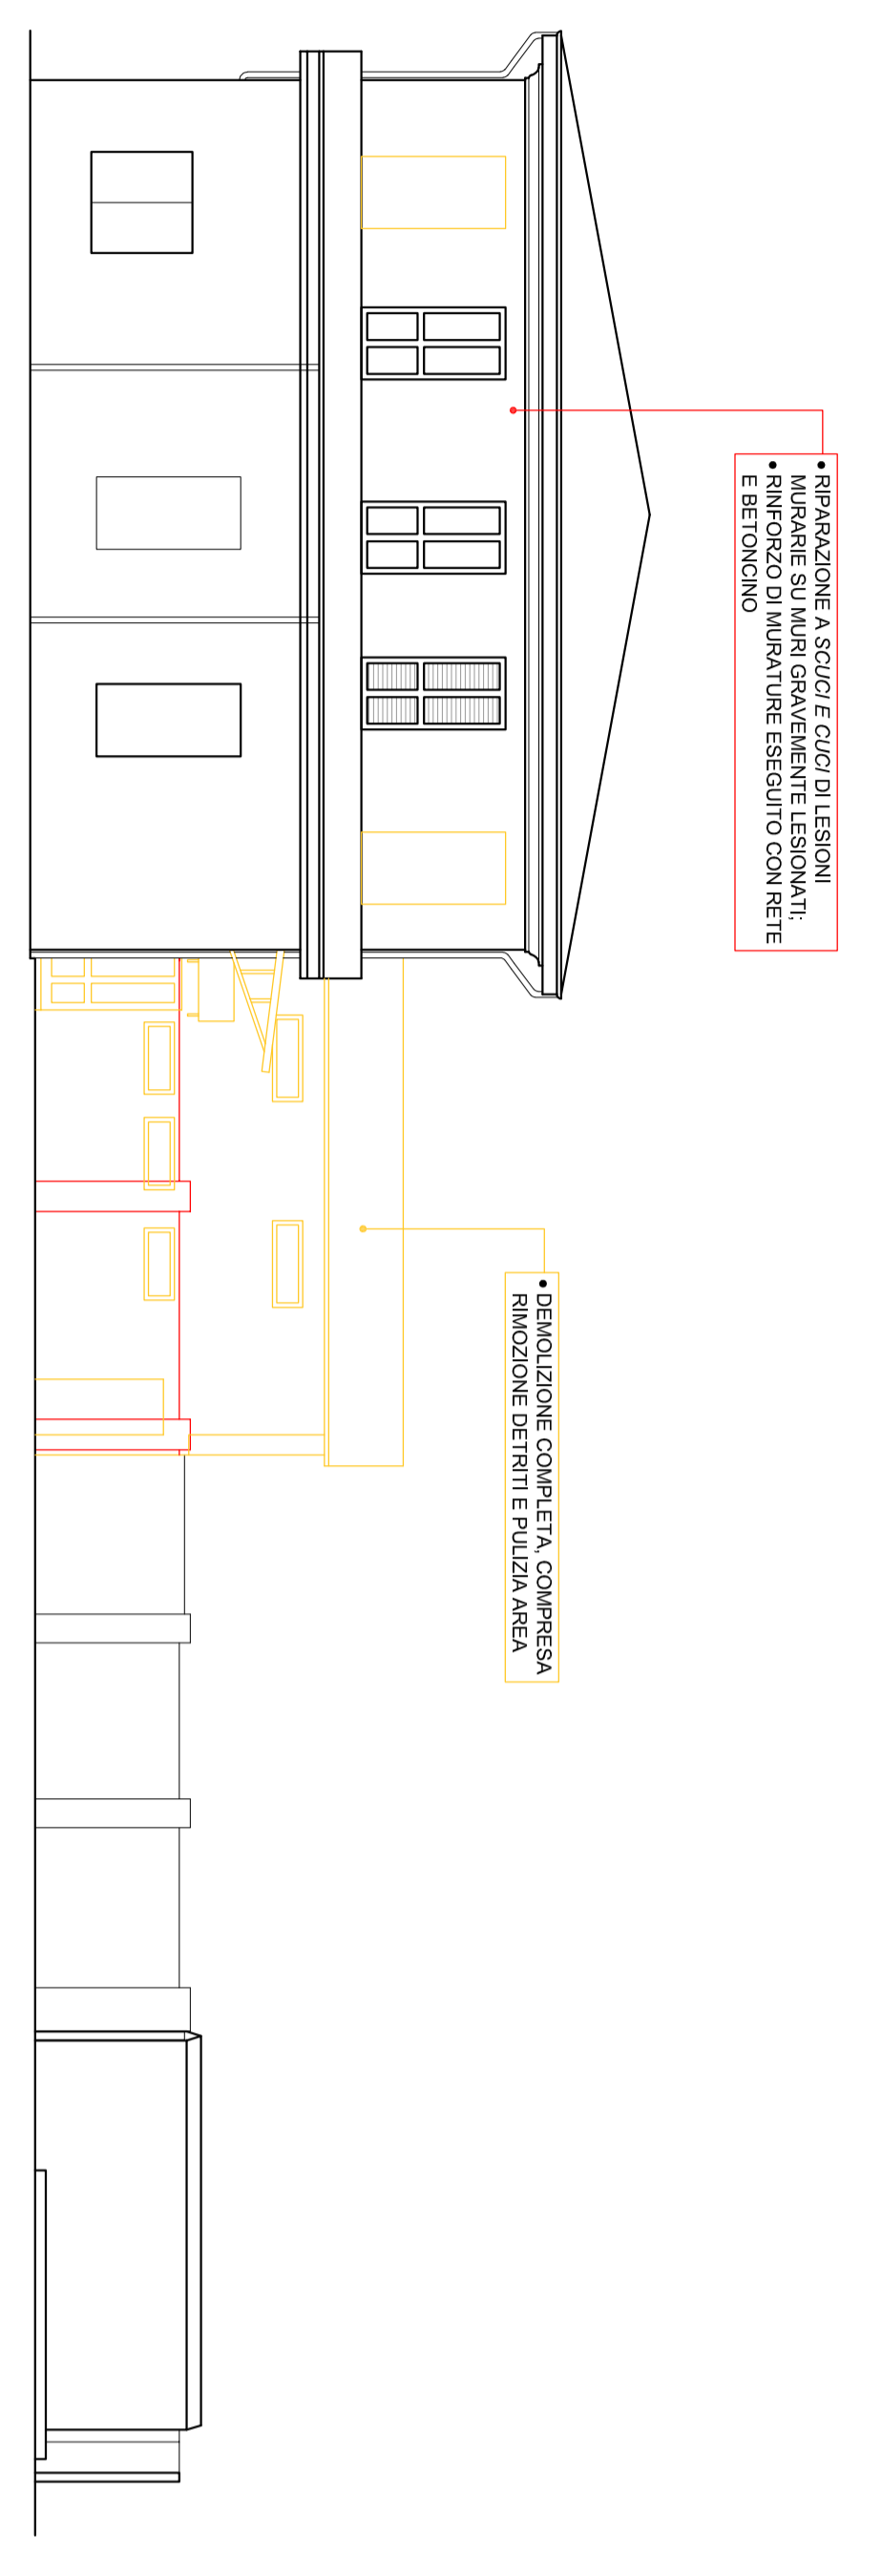 • RIPARAZIONE A SCUCI E CUCI DI LESIONI
MURARIE SU MURI GRAVEMENTE LESIONATI;
• RINFORZO DI MURATURE ESEGUITO CON RETE
E BETONCINO
• DEMOLIZIONE COMPLETA, COMPRESA
RIMOZIONE DETRITI E PULIZIA AREA